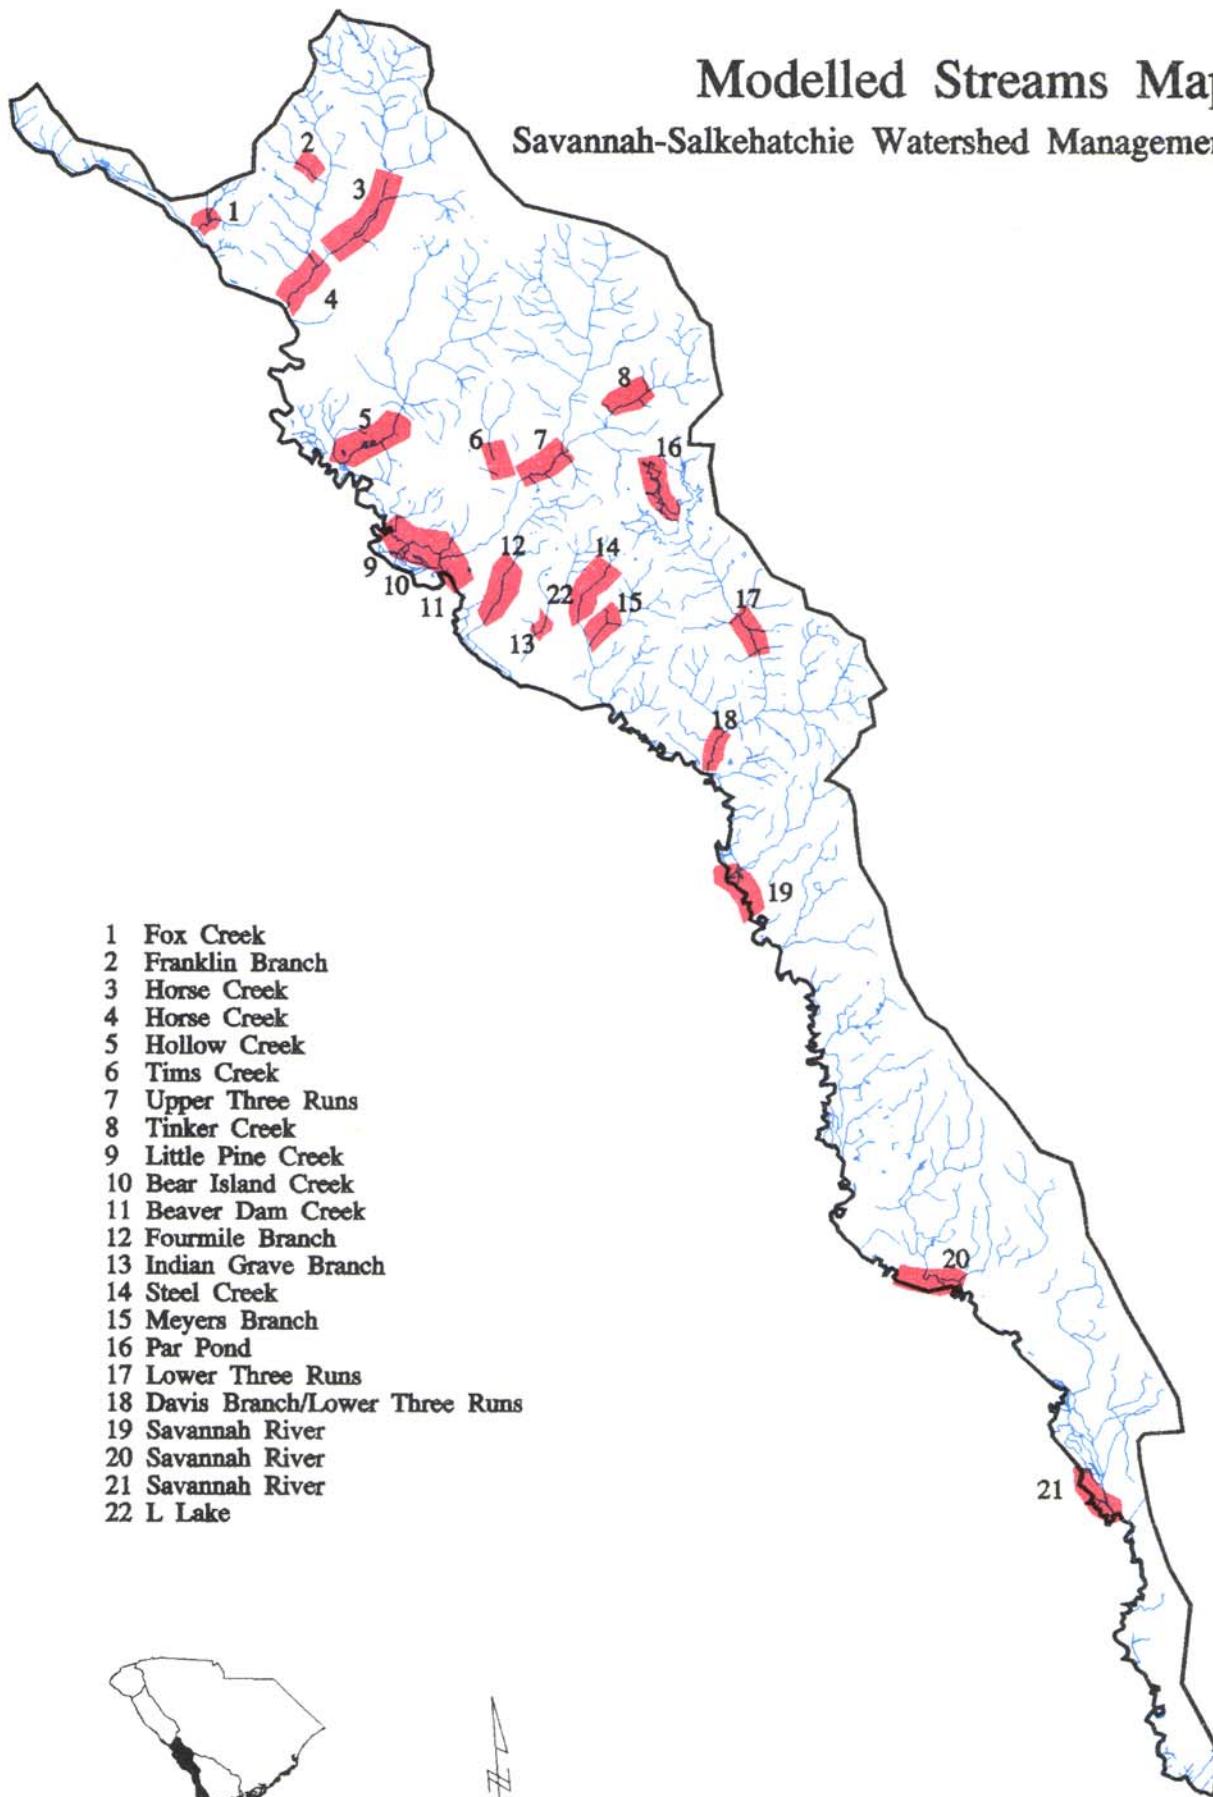 Modelled Streams Map
Savannah-Salkehatchie Watershed Management
2
3
1
4
8
5
6
7
16
9
10
11
12
14
22
15
13
17
18
19
1 Fox Creek
2 Franklin Branch
3 Horse Creek
4 Horse Creek
5 Hollow Creek
6 Tims Creek
7 Upper Three Runs
8 Tinker Creek
9 Little Pine Creek
10 Bear Island Creek
11 Beaver Dam Creek
12 Fourmile Branch
13 Indian Grave Branch
14 Steel Creek
15 Meyers Branch
16 Par Pond
17 Lower Three Runs
18 Davis Branch/Lower Three Runs
19 Savannah River
20 Savannah River
21 Savannah River
22 L Lake
20
21
N